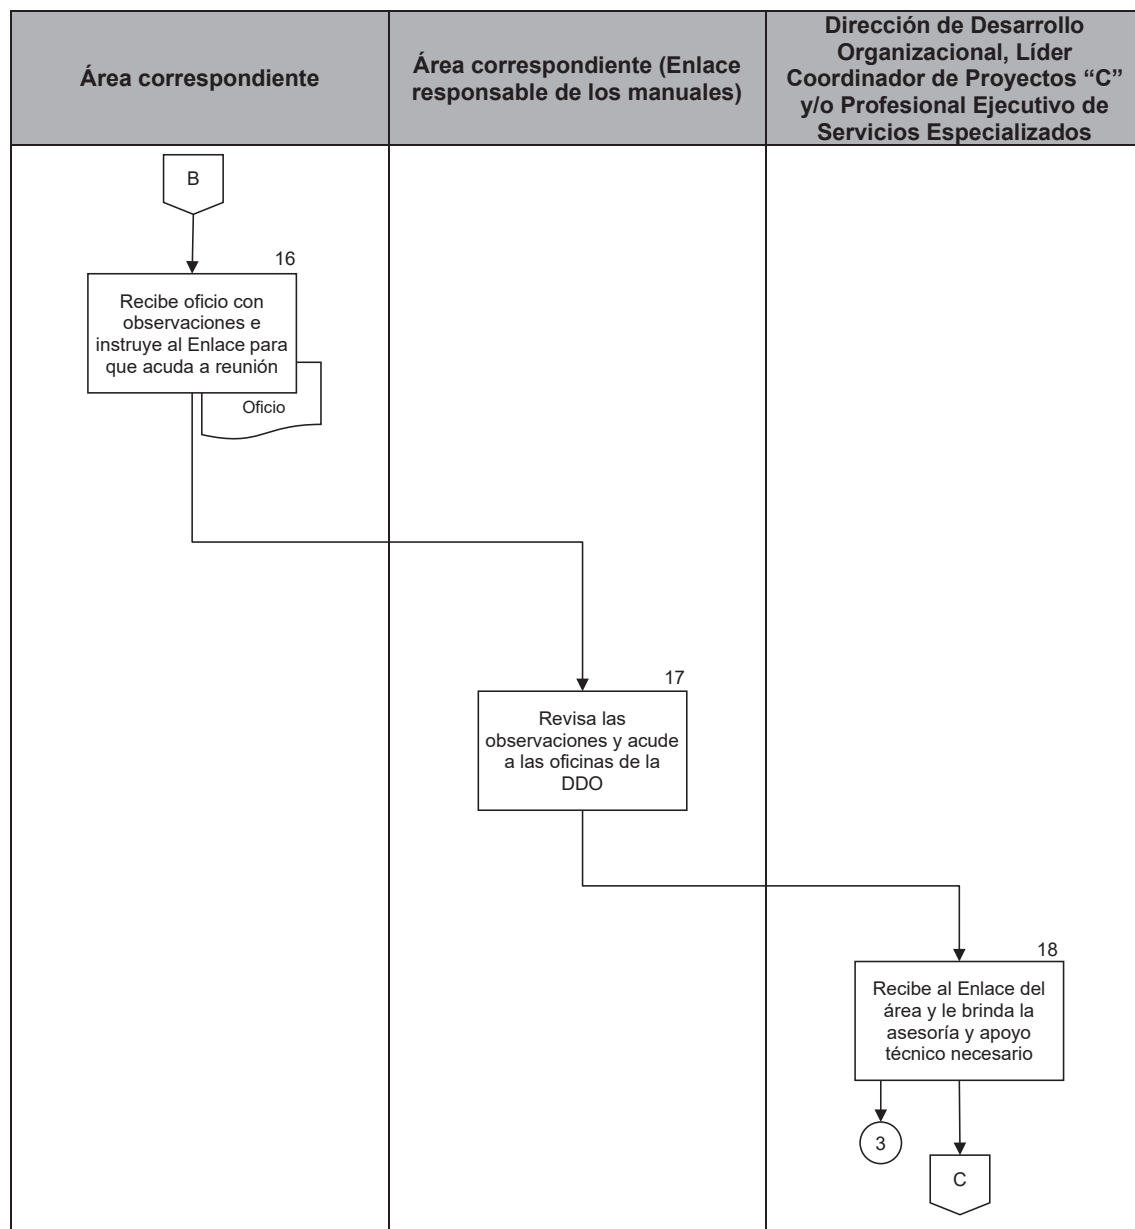 Área correspondiente
Área correspondiente (Enlace
responsable de los manuales)
Dirección de Desarrollo
Organizacional, Líder
Coordinador de Proyectos “C”
y/o Profesional Ejecutivo de
Servicios Especializados
B
16
Recibe oficio con
observaciones e
instruye al Enlace para
que acuda a reunión
Oficio
17
Revisa las
observaciones y acude
a las oficinas de la
DDO
18
Recibe al Enlace del
área y le brinda la
asesoría y apoyo
técnico necesario
3
C